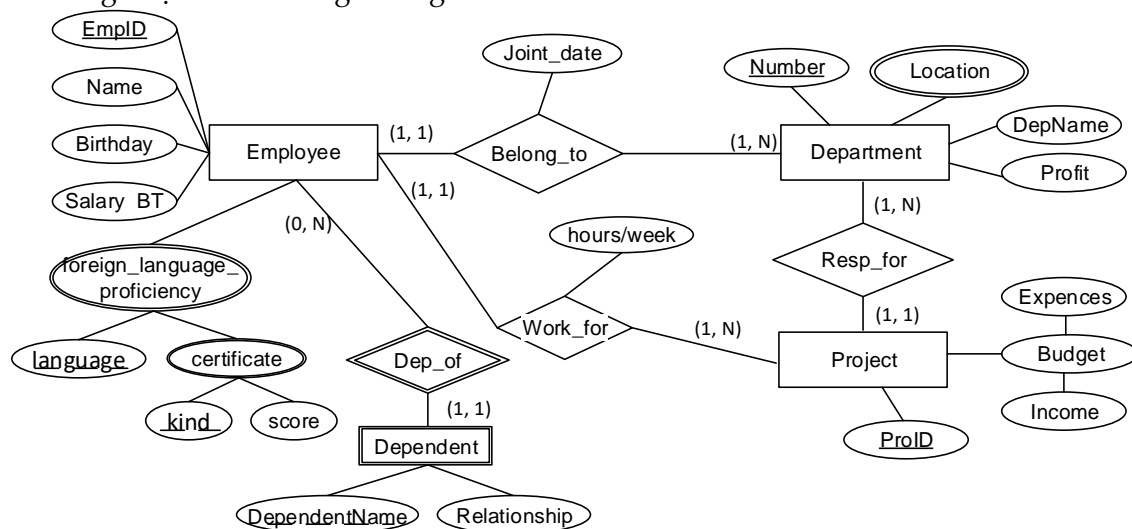 EmpID
Joint_date
Number
Location
Name
DepName
Birthday
Employee
(1, 1)
Belong_to
(1, N)
Department
Profit
Salary BT
(1, 1)
(0, N)
(1, N)
hours/week
foreign_language_
proficiency
Resp_for
Expences
language
certificate
Dep_of
Work_for
(1, N)
(1, 1)
Project
Budget
kind
score
(1, 1)
Income
ProID
Dependent
DependentName
Relationship